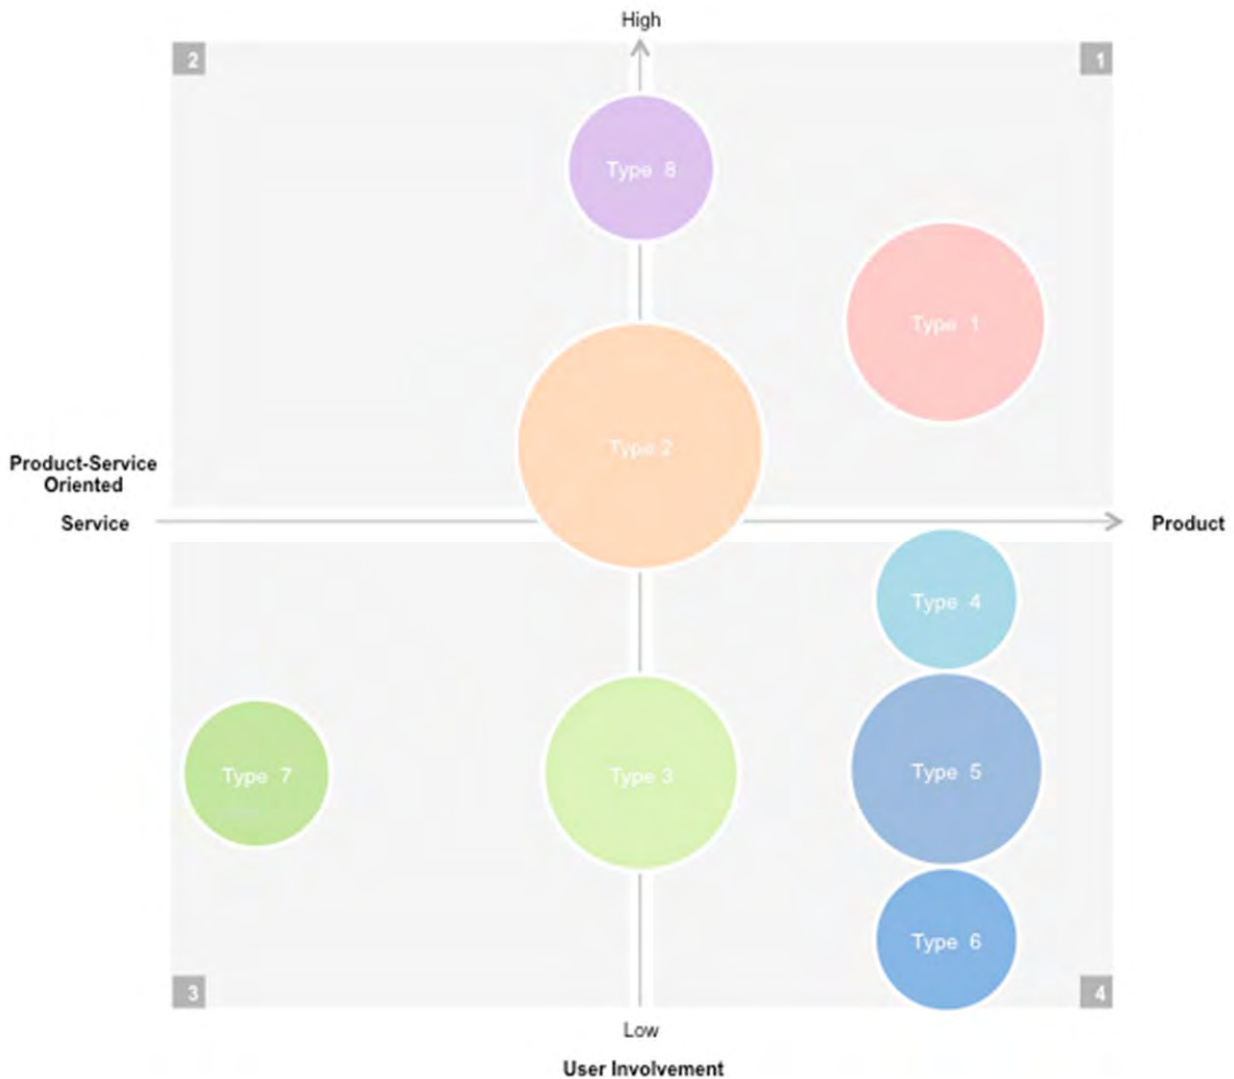 High
2
1
Type 8
Type 1
Type 2
Product-Service
Oriented
Service
Product
Type 4
Type 5
Type 7
Type 3
Type 6
3
4
Low
User Involvement